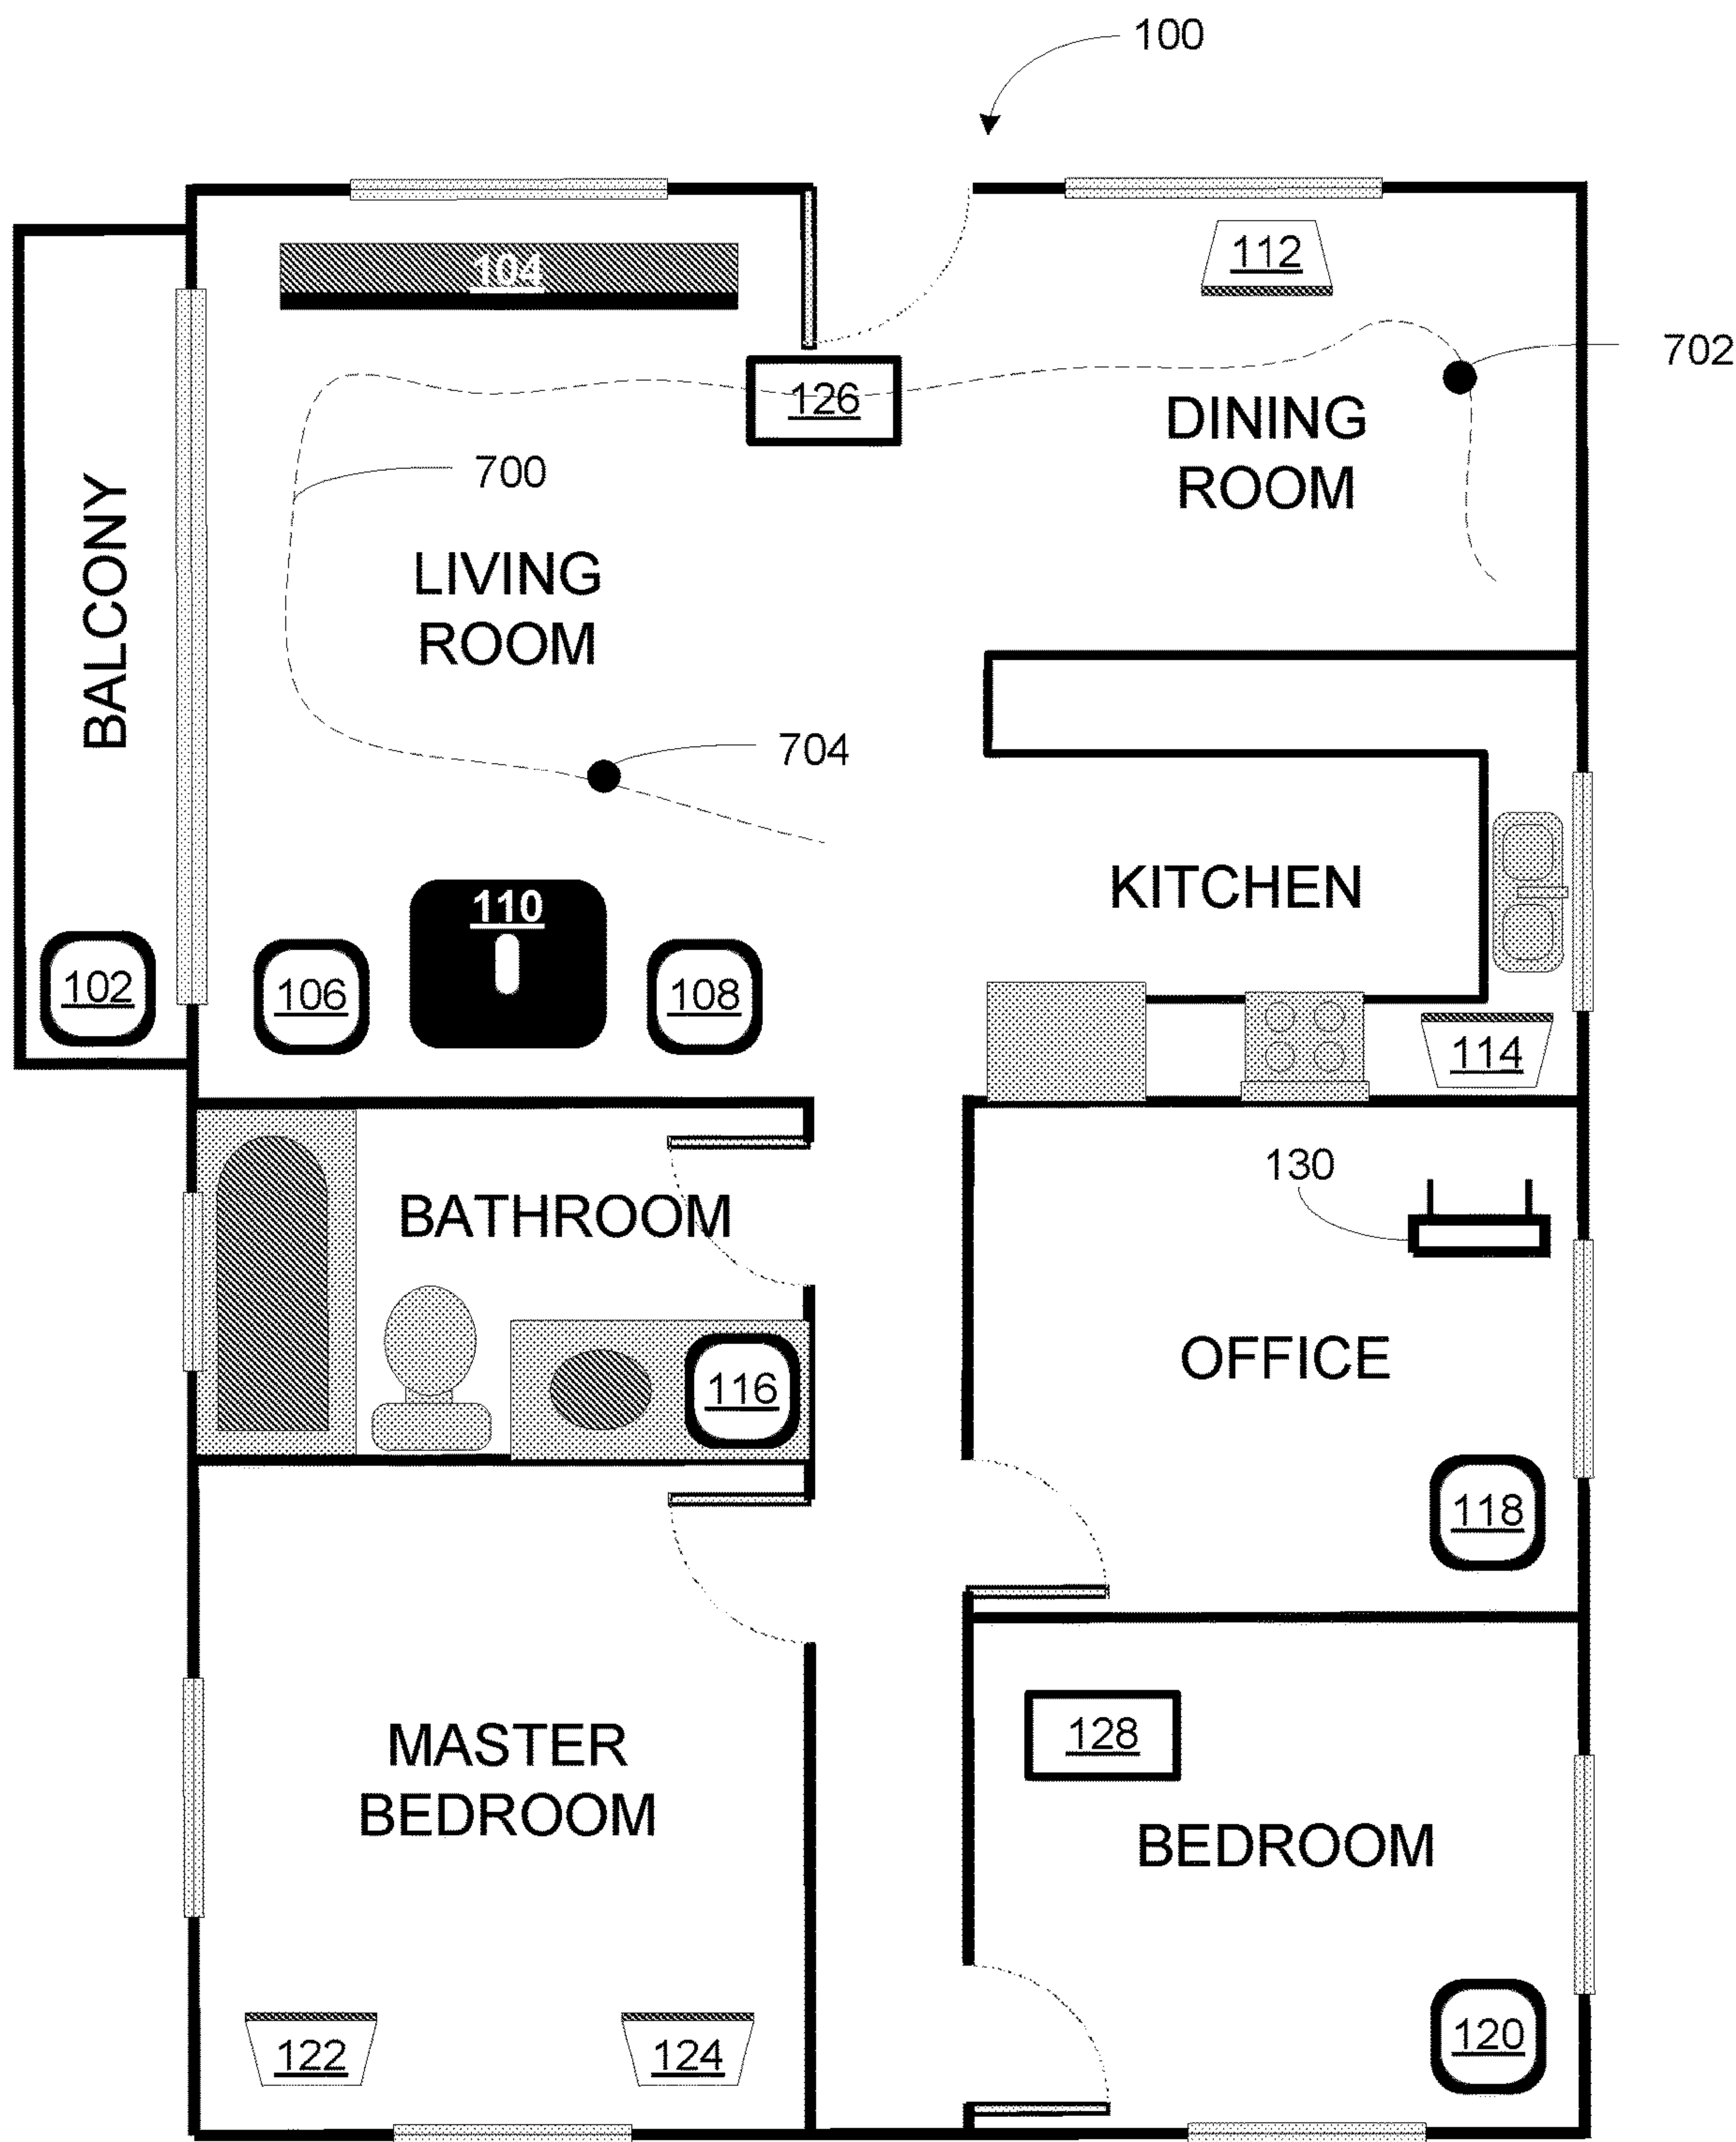 100
104
112
702
126
DINING
ROOM
700
BALCONY
LIVING
ROOM
704
KITCHEN
110
102
106
108
114
130
BATHROOM
OFFICE
116
118
128
MASTER
BEDROOM
BEDROOM
120
122
124